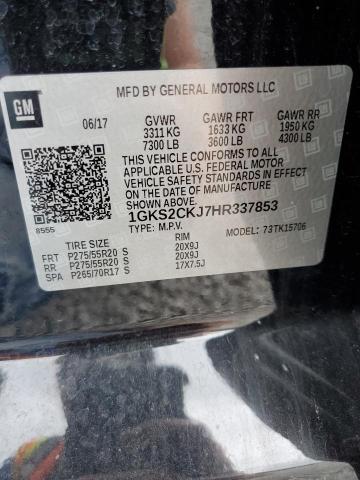 GM
MFD BY GENERAL MOTORS LLC
06/17 GVWR GAWR FRT GAWR RR
3311 KG 1633 KG 1950 KG
7300 LB 3600 LB 4300 LB
THIS VEHICLE CONFORMS TO ALL
APPLICABLE U.S. FEDERAL MOTOR
VEHICLE SAFETY AND THEFT
PREVENTION STANDARDS IN EFFECT
ON THE DATE OF MANUFACTURE
SHOWN ABOVE.
8555
1GKS2CKJ7HR337853
TYPE: M.P.V. MODEL: 73TK15706
TIRE SIZE RIM
FRT P275/55R20 S 20X9J
RR P275/55R20 S 20X9J
SPA P265/70R17 S 17X7.5J